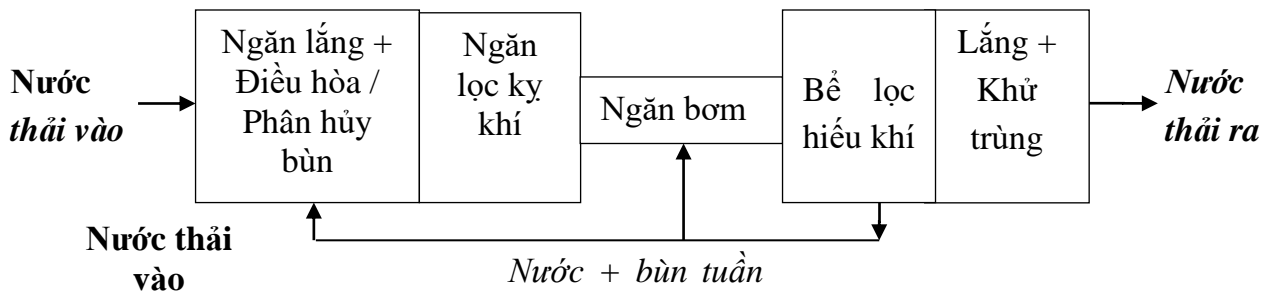 Nước
thải vào
Ngăn lắng +
Điều hòa /
Phân hủy
bùn
Ngăn
lọc kỵ
khí
Ngăn bơm
Bể lọc
hiếu khí
Lắng +
Khử
trùng
Nước
thải ra
Nước thải
vào
Nước + bùn tuần